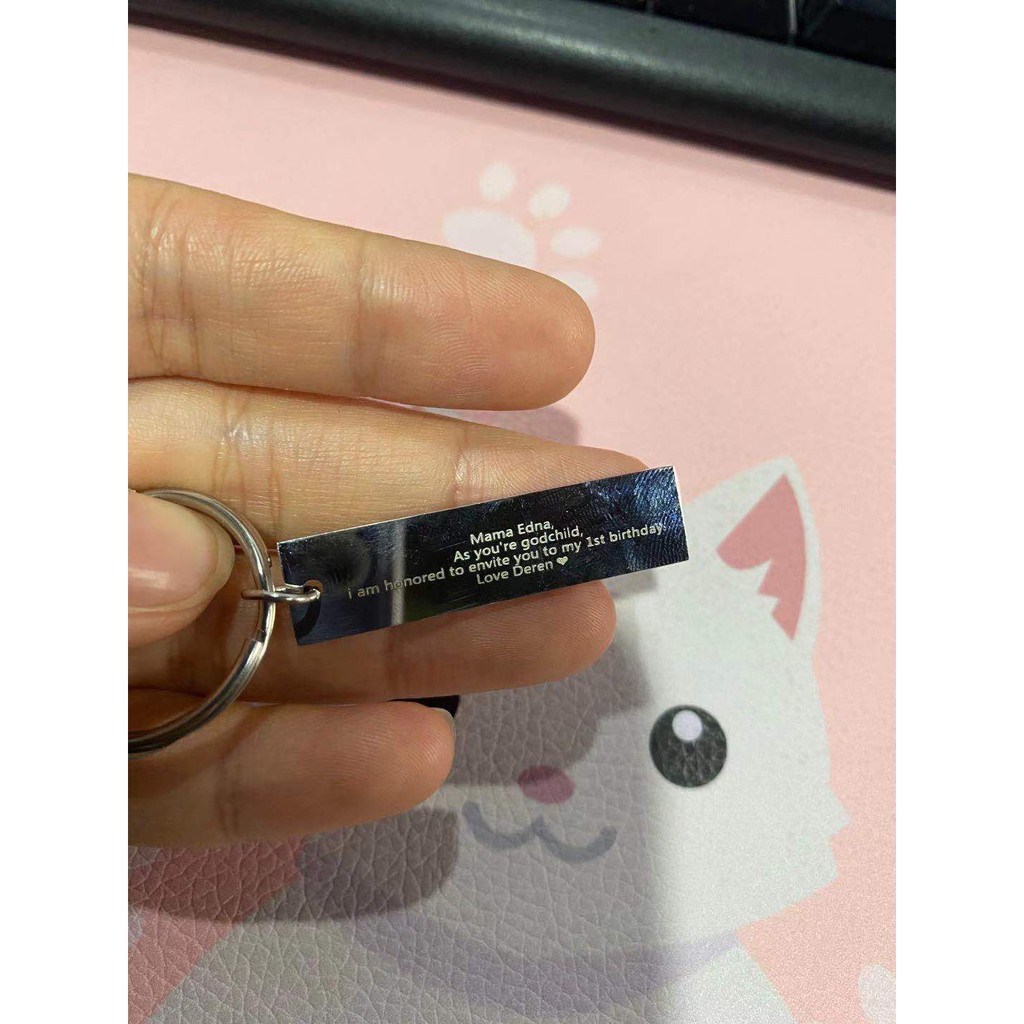 Mama Edna,
As you're godchild,
I am honored to envite you to my 1st birthday
Love Deren ❤